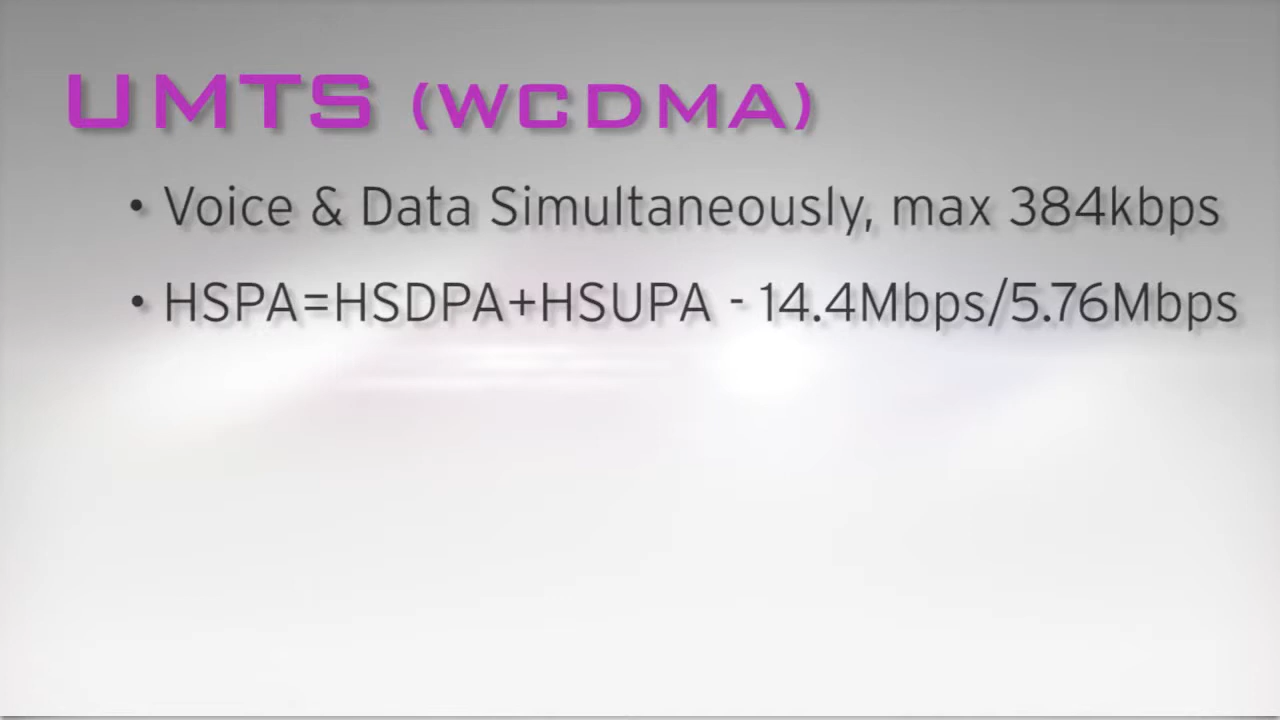 UMTS (WCDMA)
• Voice & Data Simultaneously, max 384kbps
• HSPA=HSDPA+HSUPA - 14.4Mbps/5.76Mbps